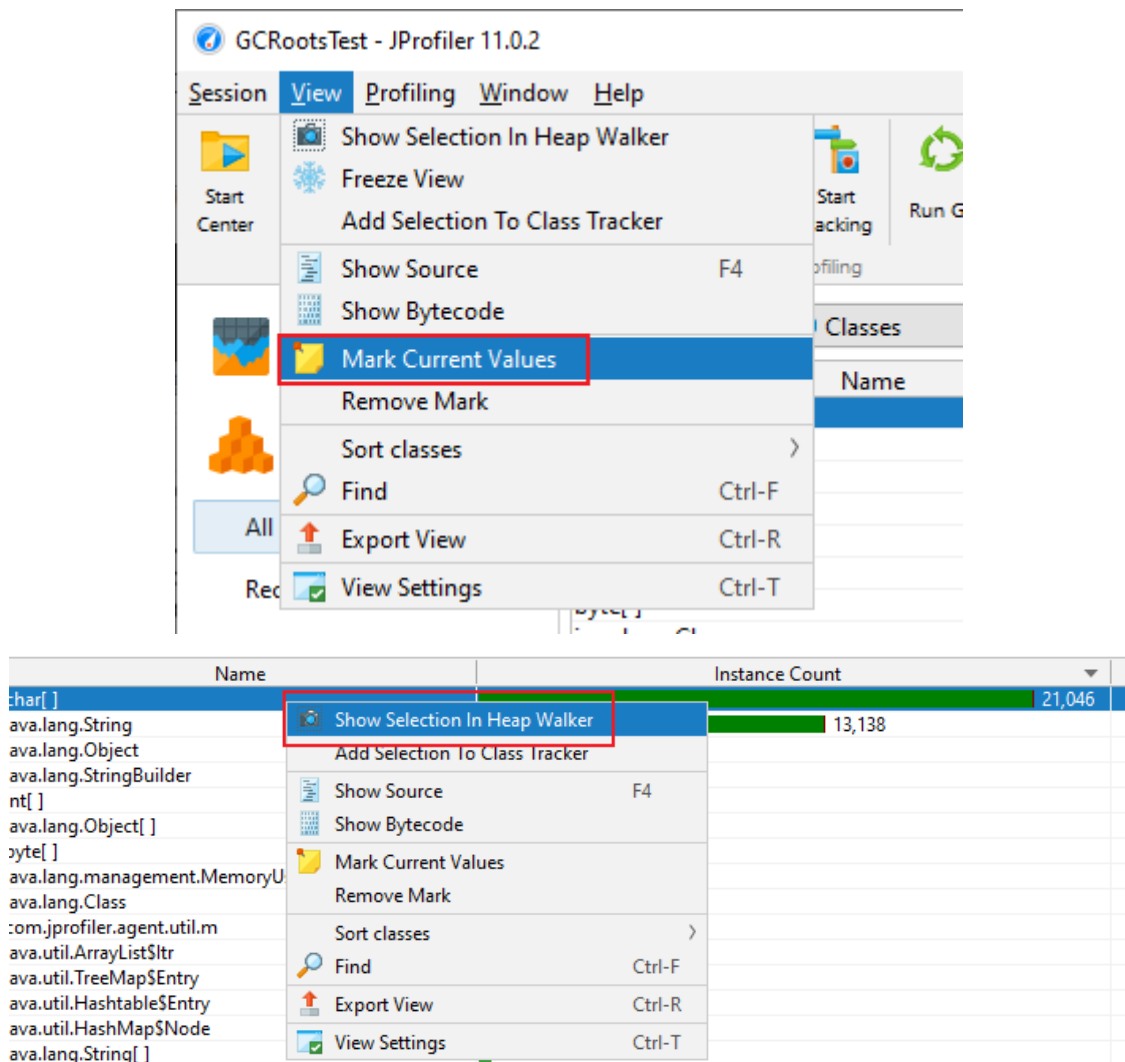 GCRootsTest - JProfiler 11.0.2
Session View Profiling Window Help
Start
Center
Show Selection In Heap Walker
Freeze View
Add Selection To Class Tracker
Show Source F4
Show Bytecode
Mark Current Values
Remove Mark
Sort classes
Find Ctrl-F
Export View Ctrl-R
View Settings Ctrl-T
Start
acking
Run G
ofiling
Classes
Name
All
Rec
byte[ ]
Name Instance Count
char[ ] 21,046
ava.lang.String 13,138
ava.lang.Object
ava.lang.StringBuilder
nt[ ]
ava.lang.Object[ ]
byte[ ]
ava.lang.management.MemoryU
ava.lang.Class
com.jprofiler.agent.util.m
ava.util.ArrayList$Itr
ava.util.TreeMap$Entry
ava.util.Hashtable$Entry
ava.util.HashMap$Node
ava.lang.String[ ]
Show Selection In Heap Walker
Add Selection To Class Tracker
Show Source F4
Show Bytecode
Mark Current Values
Remove Mark
Sort classes
Find Ctrl-F
Export View Ctrl-R
View Settings Ctrl-T